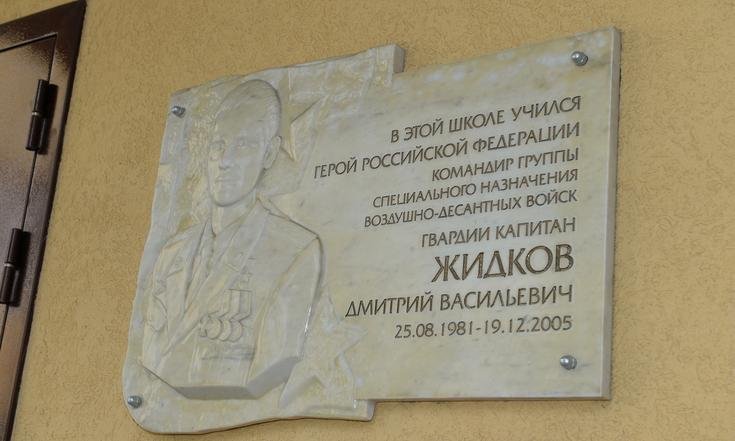 В ЭТОЙ ШКОЛЕ УЧИЛСЯ
ГЕРОЙ РОССИЙСКОЙ ФЕДЕРАЦИИ
КОМАНДИР ГРУППЫ
СПЕЦИАЛЬНОГО НАЗНАЧЕНИЯ
ВОЗДУШНО-ДЕСАНТНЫХ ВОЙСК
ГВАРДИИ КАПИТАН
ЖИДКОВ
ДМИТРИЙ ВАСИЛЬЕВИЧ
25.08.1981-19.12.2005